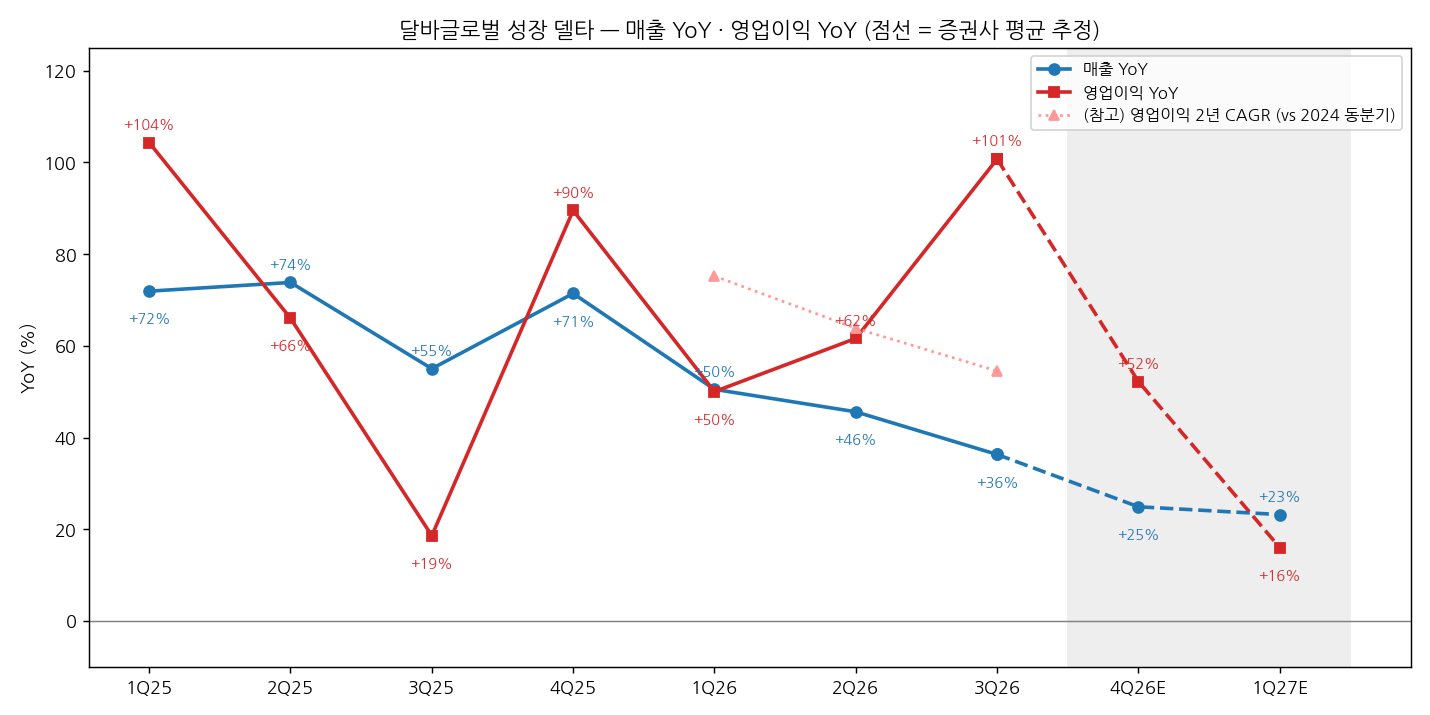 달바글로벌 성장 델타 — 매출 YoY · 영업이익 YoY (점선 = 증권사 평균 추정)
매출 YoY
영업이익 YoY
(참고) 영업이익 2년 CAGR (vs 2024 동분기)
YoY (%)
120
100
80
60
40
20
0
+104%
+72%
+74%
+66%
+55%
+19%
+90%
+71%
+50%
+50%
+62%
+46%
+101%
+36%
+52%
+25%
+23%
+16%
1Q25
2Q25
3Q25
4Q25
1Q26
2Q26
3Q26
4Q26E
1Q27E